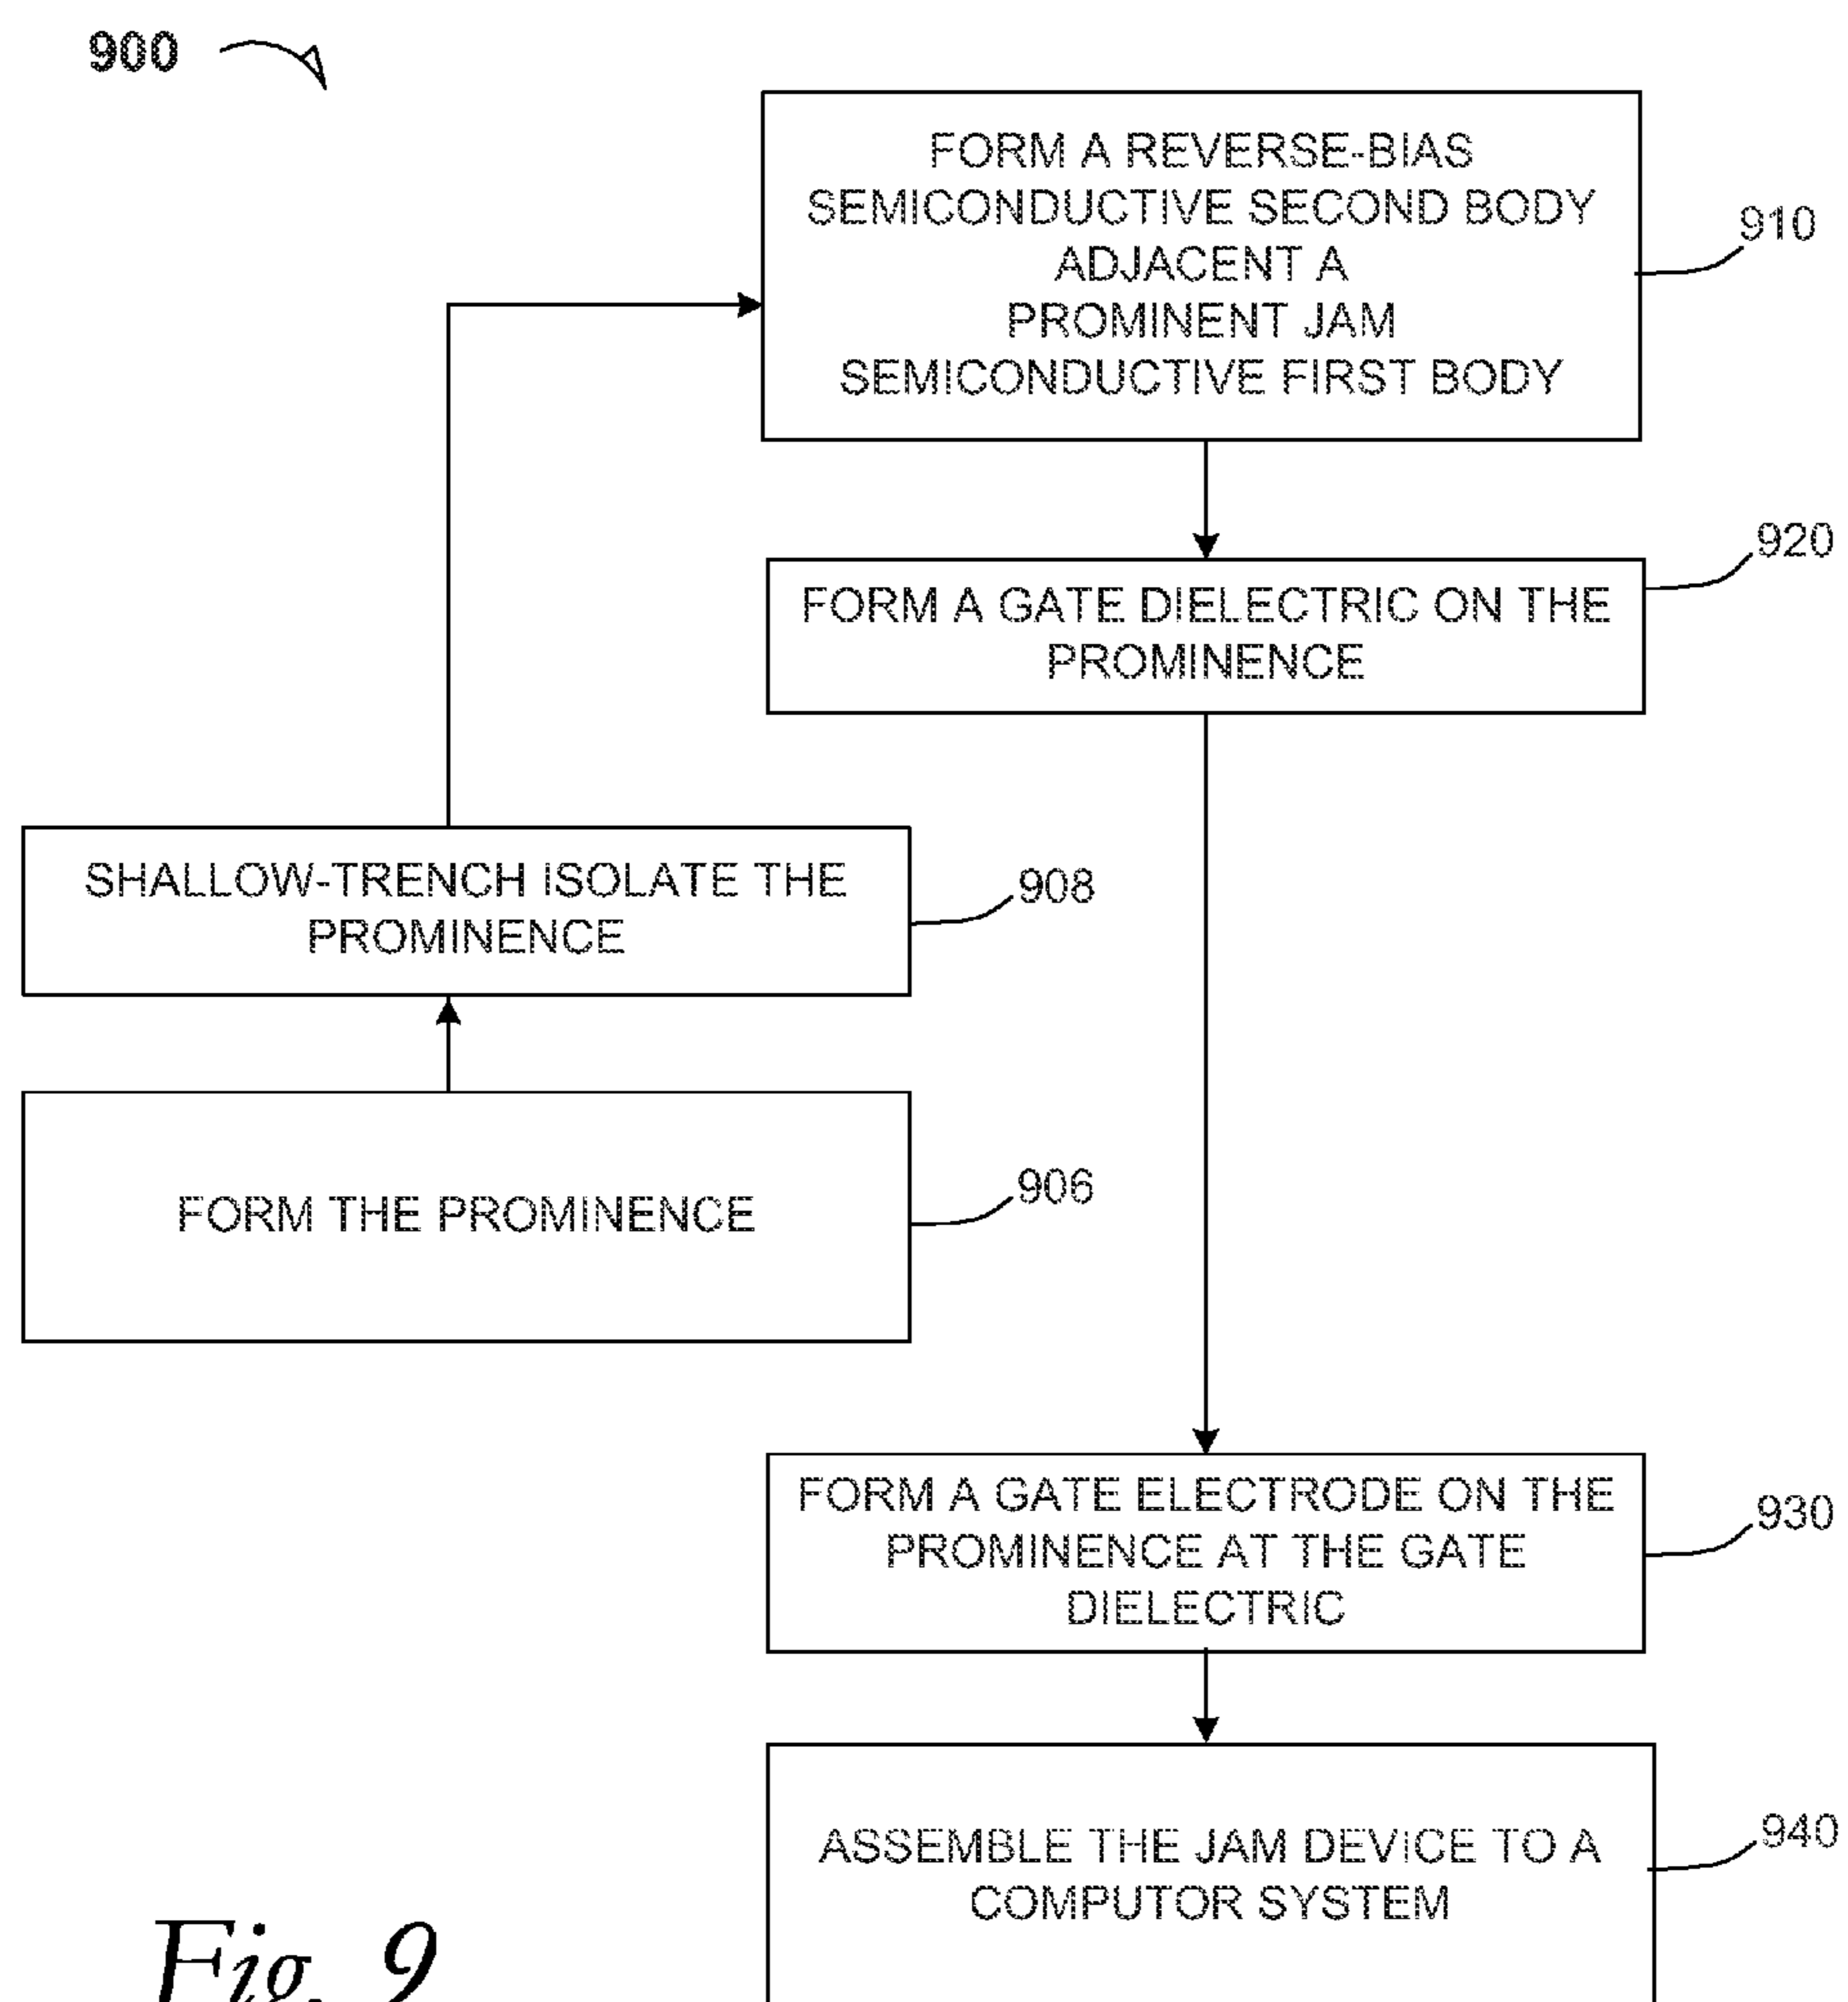 900
FORM A REVERSE-BIAS
SEMICONDUCTIVE SECOND BODY
ADJACENT A
PROMINENT JAM
SEMICONDUCTIVE FIRST BODY
910
FORM A GATE DIELECTRIC ON THE
PROMINENCE
920
SHALLOW-TRENCH ISOLATE THE
PROMINENCE
908
FORM THE PROMINENCE
906
FORM A GATE ELECTRODE ON THE
PROMINENCE AT THE GATE
DIELECTRIC
930
ASSEMBLE THE JAM DEVICE TO A
COMPUTOR SYSTEM
940
Fig. 9